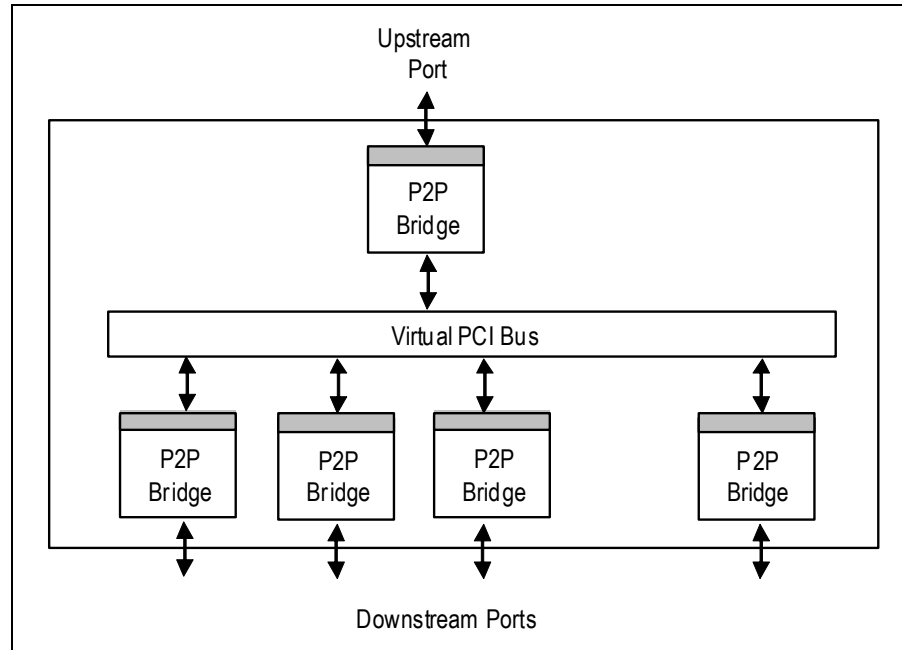 Upstream
Port
P2P
Bridge
Virtual PCI Bus
P2P
Bridge
P2P
Bridge
P2P
Bridge
P2P
Bridge
Downstream Ports